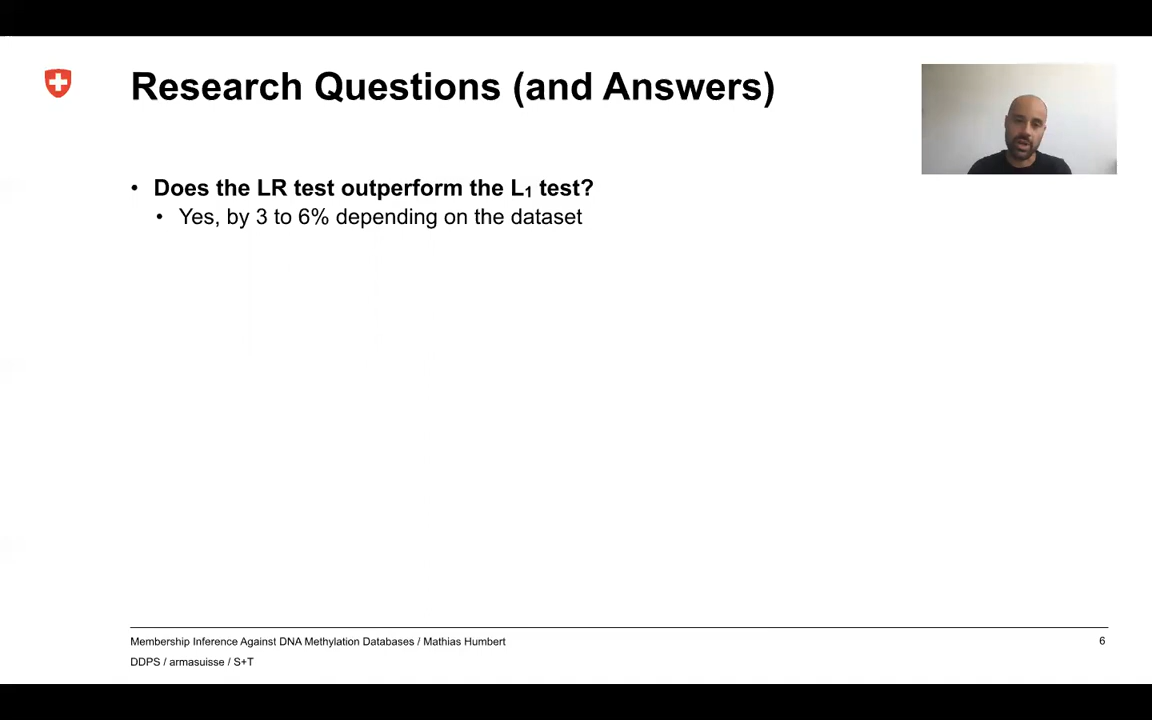 Research Questions (and Answers)
• Does the LR test outperform the L₁ test?
• Yes, by 3 to 6% depending on the dataset
Membership Inference Against DNA Methylation Databases / Mathias Humbert
6
DDPS / armasuisse / S+T